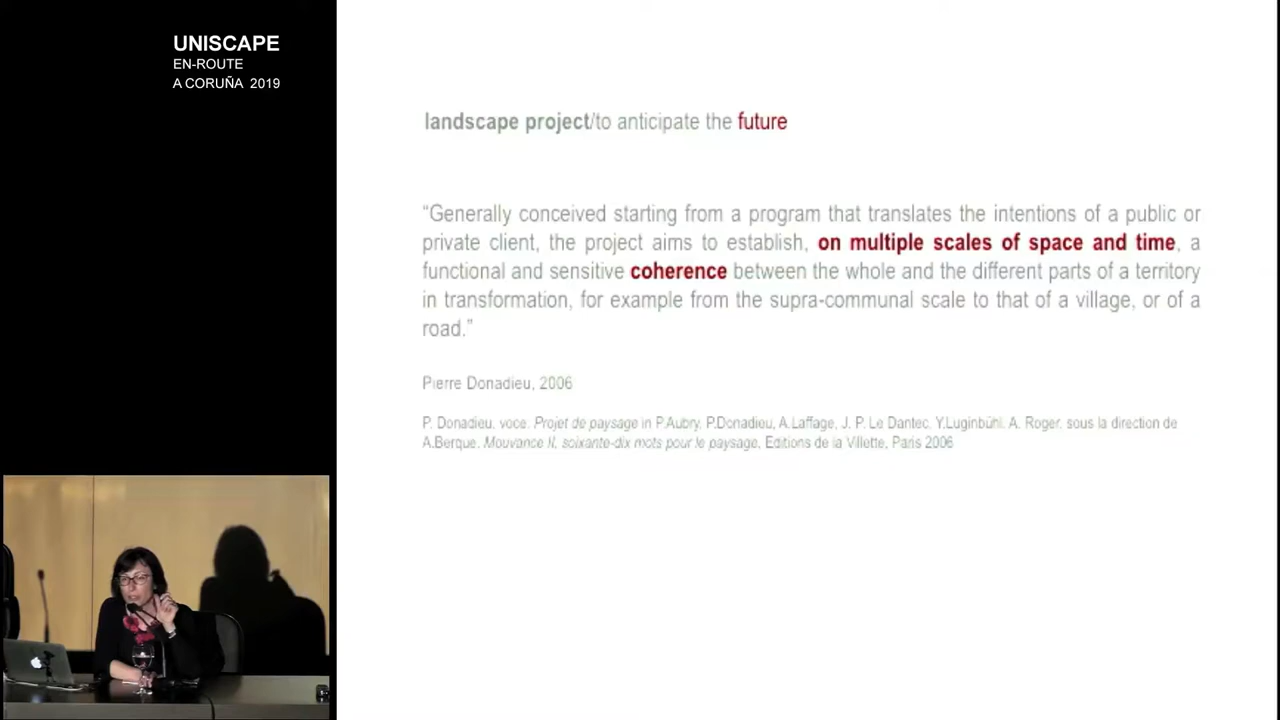 UNISCAPE
EN-ROUTE
A CORUÑA 2019
landscape project/to anticipate the future
“Generally conceived starting from a program that translates the intentions of a public or
private client, the project aims to establish, on multiple scales of space and time, a
functional and sensitive coherence between the whole and the different parts of a territory
in transformation, for example from the supra-communal scale to that of a village, or of a
road.”
Pierre Donadieu, 2006
P. Donadieu, voce. Projet de paysage in P.Aubry, P.Donadieu, A.Laffage, J. P. Le Dantec, Y.Luginbühl, A. Roger, sous la direction de
A.Berque, Mouvance II, soixante-dix mots pour le paysage, Editions de la Villette, Paris 2006